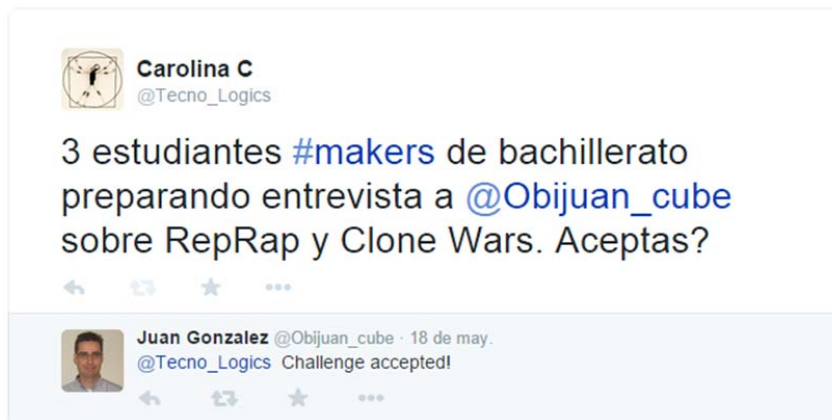 Carolina C
@Tecno_Logics
3 estudiantes #makers de bachillerato
preparando entrevista a @Obijuan_cube
sobre RepRap y Clone Wars. Aceptas?
Juan Gonzalez @Obijuan_cube · 18 de may.
@Tecno_Logics Challenge accepted!